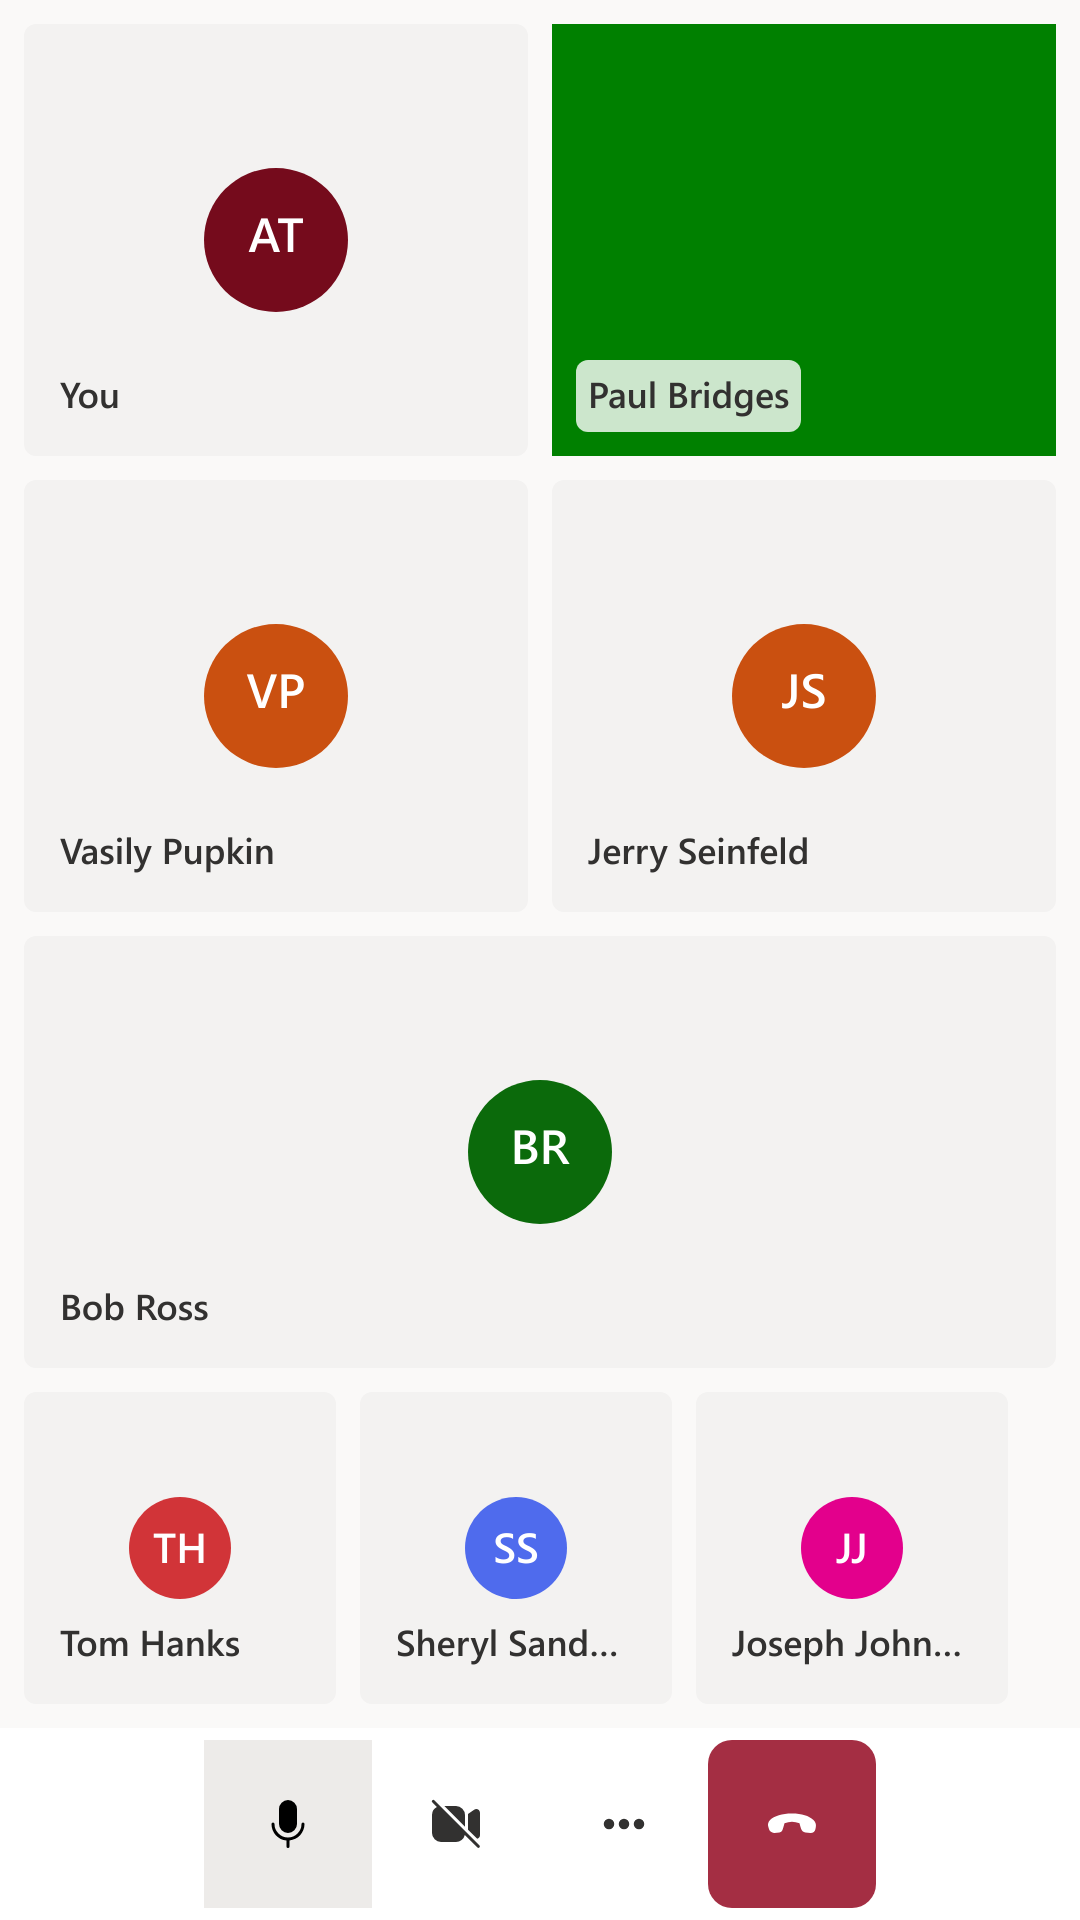 AT
You
Paul Bridges
VP
Vasily Pupkin
JS
Jerry Seinfeld
BR
Bob Ross
TH
Tom Hanks
SS
Sheryl Sand...
JJ
Joseph John...